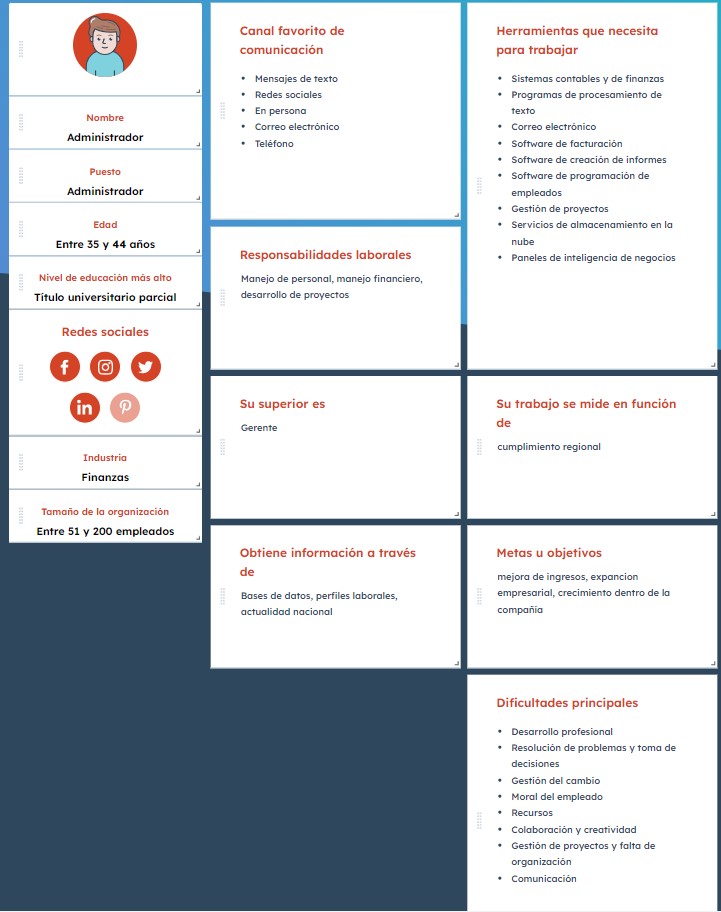 Nombre
Administrador
Puesto
Administrador
Edad
Entre 35 y 44 años
Nivel de educación más alto
Título universitario parcial
Redes sociales
Industria
Finanzas
Tamaño de la organización
Entre 51 y 200 empleados
Canal favorito de
comunicación
• Mensajes de texto
• Redes sociales
• En persona
• Correo electrónico
• Teléfono
Responsabilidades laborales
Manejo de personal, manejo financiero,
desarrollo de proyectos
Su superior es
Gerente
Obtiene información a través
de
Bases de datos, perfiles laborales,
actualidad nacional
Herramientas que necesita
para trabajar
• Sistemas contables y de finanzas
• Programas de procesamiento de
texto
• Correo electrónico
• Software de facturación
• Software de creación de informes
• Software de programación de
empleados
• Gestión de proyectos
• Servicios de almacenamiento en la
nube
• Paneles de inteligencia de negocios
Su trabajo se mide en función
de
cumplimiento regional
Metas u objetivos
mejora de ingresos, expancion
empresarial, crecimiento dentro de la
compañía
Dificultades principales
• Desarrollo profesional
• Resolución de problemas y toma de
decisiones
• Gestión del cambio
• Moral del empleado
• Recursos
• Colaboración y creatividad
• Gestión de proyectos y falta de
organización
• Comunicación